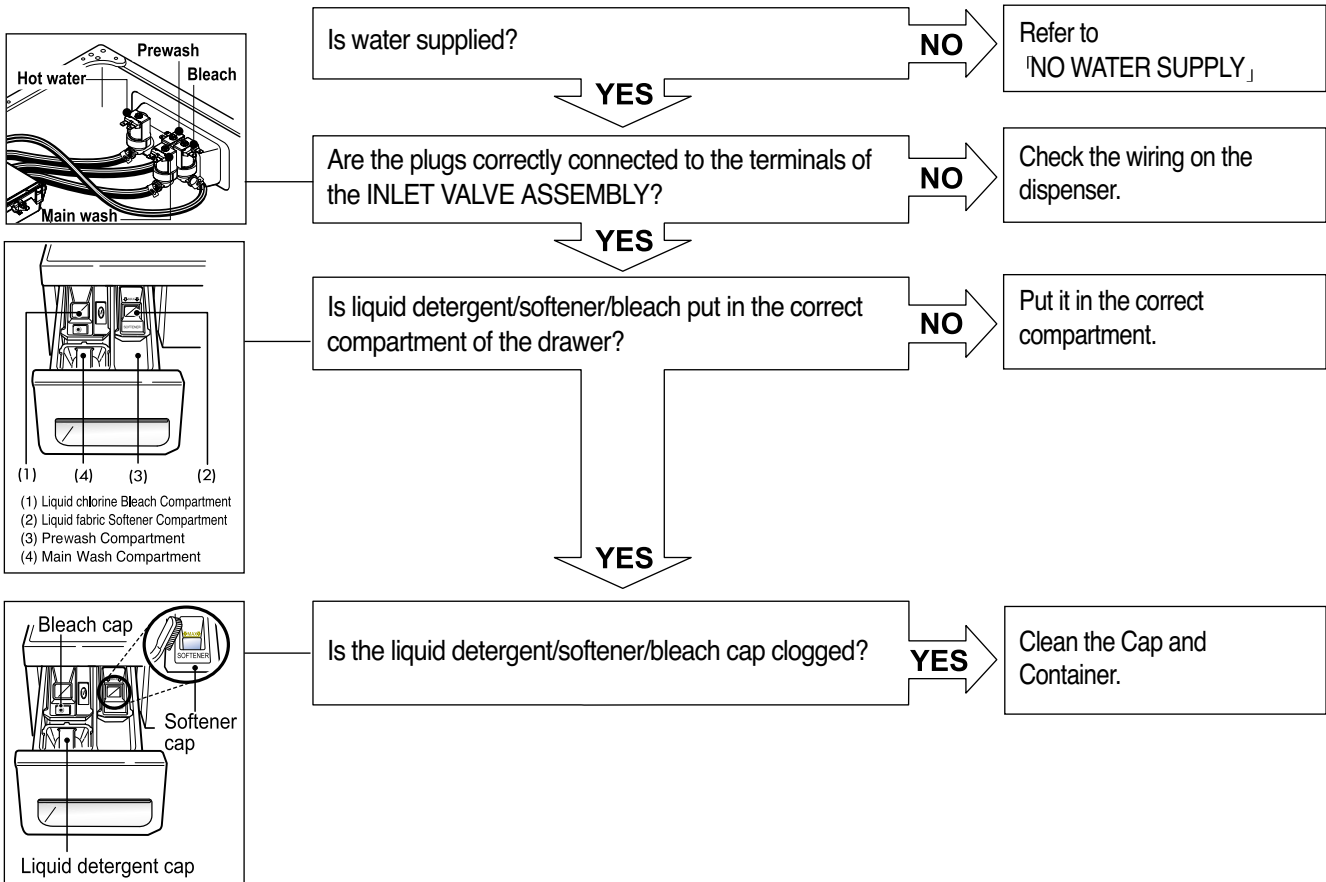 Is water supplied?
NO
Refer to
「NO WATER SUPPLY」
YES
Prewash
Hot water
Bleach
Main wash
Are the plugs correctly connected to the terminals of
the INLET VALVE ASSEMBLY?
NO
Check the wiring on the
dispenser.
YES
SOFTENER
(1) (4) (3) (2)
(1) Liquid chlorine Bleach Compartment
(2) Liquid fabric Softener Compartment
(3) Prewash Compartment
(4) Main Wash Compartment
Is liquid detergent/softener/bleach put in the correct
compartment of the drawer?
NO
Put it in the correct
compartment.
YES
Bleach cap
MAX
SOFTENER
Softener
cap
Liquid detergent cap
Is the liquid detergent/softener/bleach cap clogged?
YES
Clean the Cap and
Container.